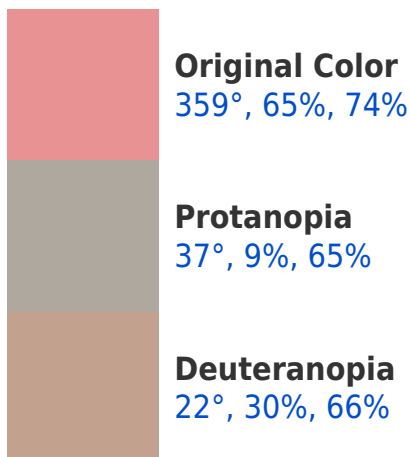 Original Color
359°, 65%, 74%
Protanopia
37°, 9%, 65%
Deuteranopia
22°, 30%, 66%